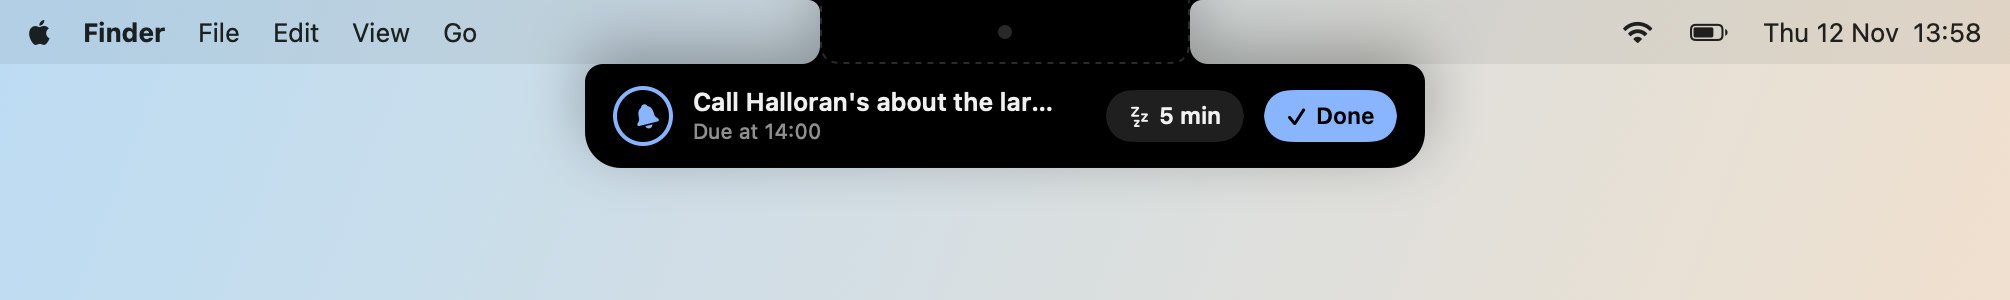 Finder File Edit View Go Thu 12 Nov 13:58
Call Halloran's about the lar...
Due at 14:00
zzz 5 min
Done